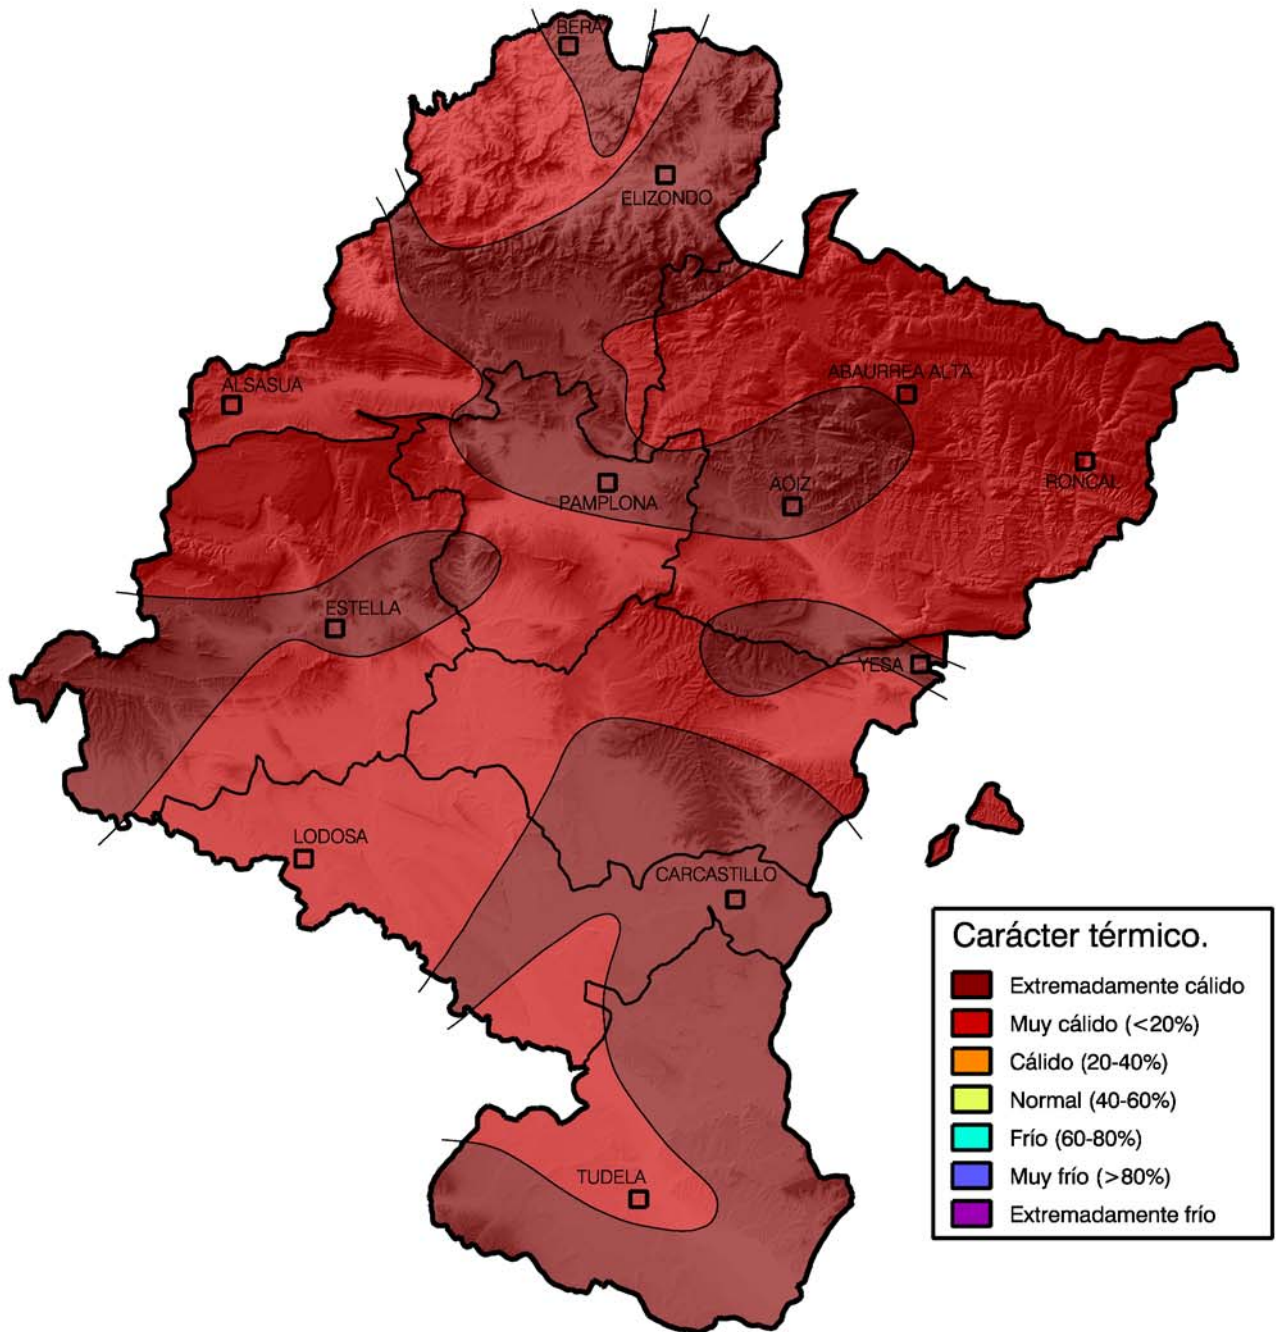 BERA
ELIZONDO
ABAURREA ALTA
ALSASUA
RONCAL
AOIZ
PAMPLONA
ESTELLA
YESA
LODOSA
CARCASTILLO
TUDELA
Carácter térmico.
Extremadamente cálido
Muy cálido (<20%)
Cálido (20-40%)
Normal (40-60%)
Frío (60-80%)
Muy frío (>80%)
Extremadamente frío